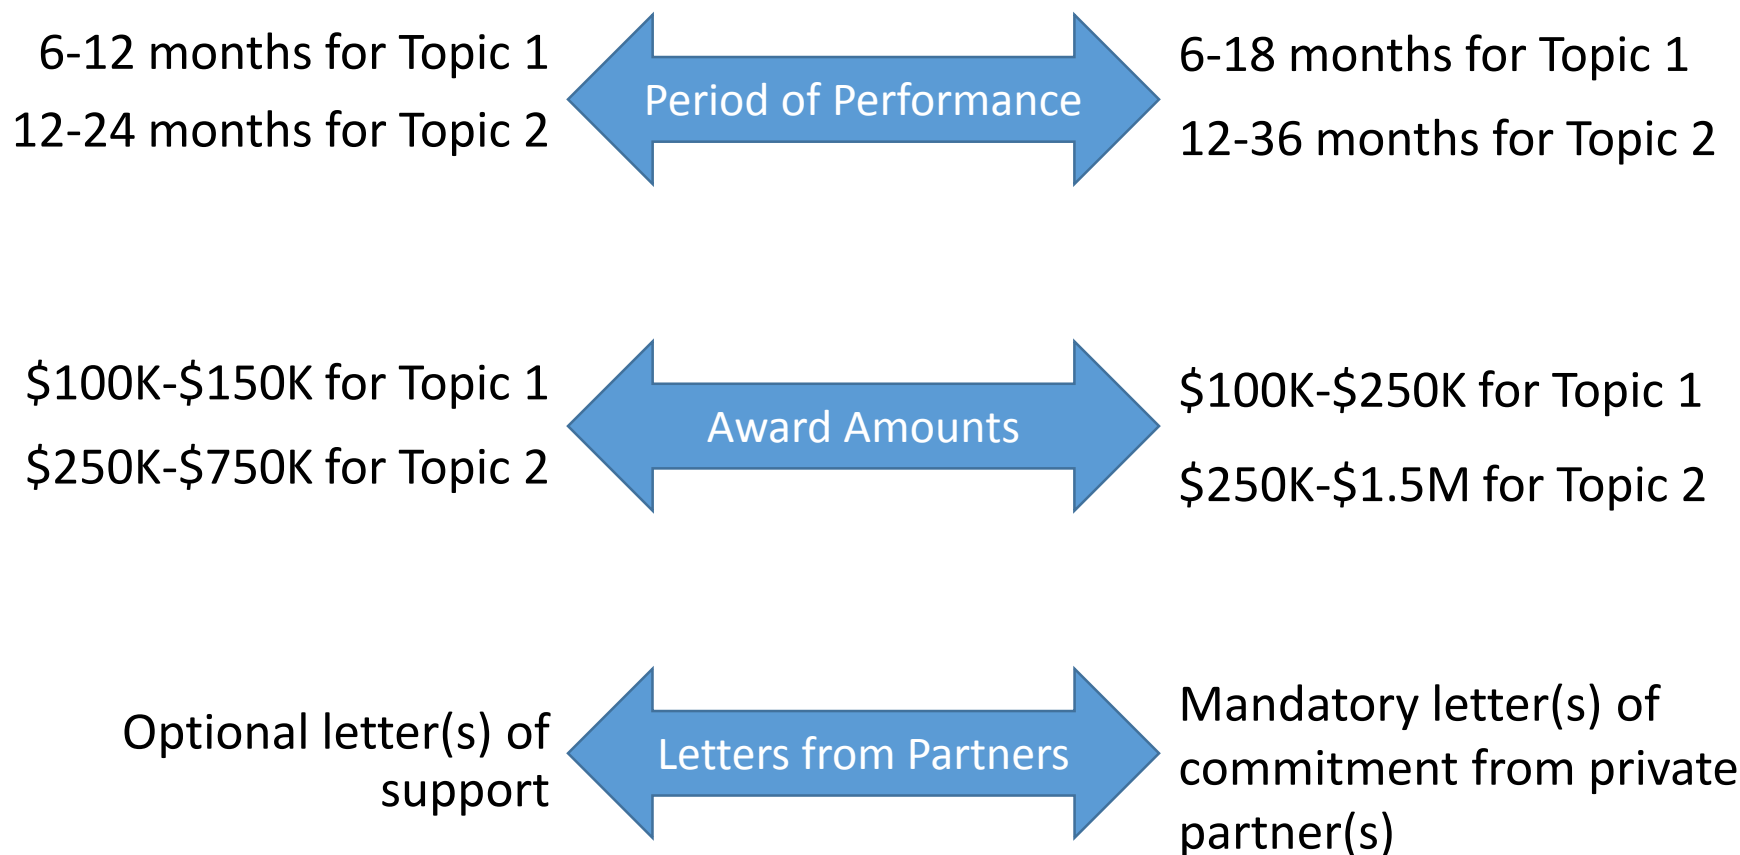 6-12 months for Topic 1
12-24 months for Topic 2
Period of Performance
6-18 months for Topic 1
12-36 months for Topic 2
$100K-$150K for Topic 1
$250K-$750K for Topic 2
Award Amounts
$100K-$250K for Topic 1
$250K-$1.5M for Topic 2
Optional letter(s) of
support
Letters from Partners
Mandatory letter(s) of
commitment from private
partner(s)